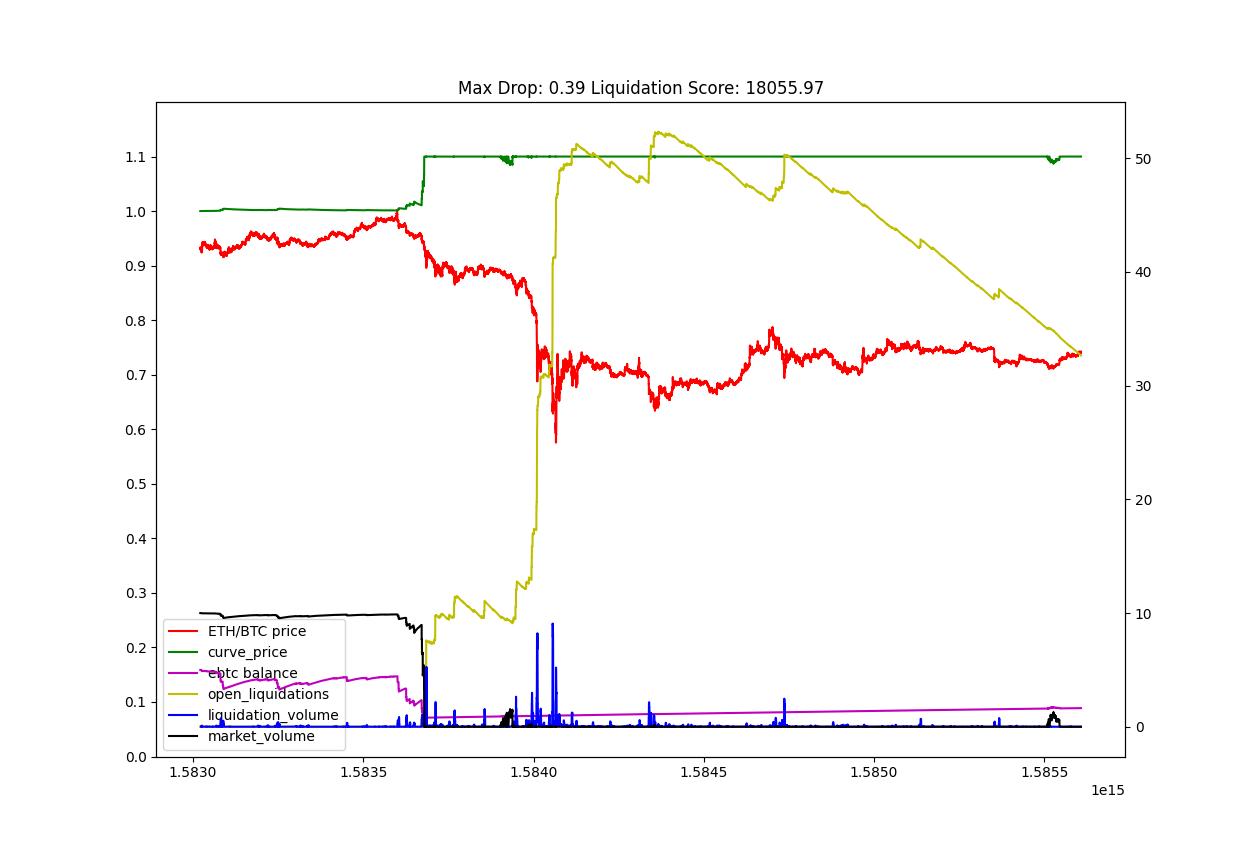 Max Drop: 0.39 Liquidation Score: 18055.97
1.1
1.0
0.9
0.8
0.7
0.6
0.5
0.4
0.3
0.2
0.1
0.0
50
40
30
20
10
0
ETH/BTC price
curve_price
ebtc balance
open_liquidations
liquidation_volume
market_volume
1.5830 1.5835 1.5840 1.5845 1.5850 1.5855
1e15